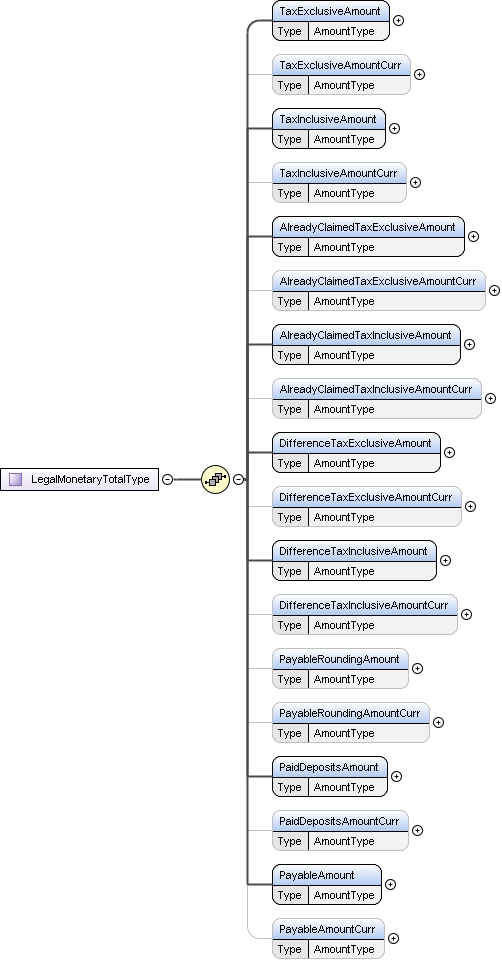 TaxExclusiveAmount
Type AmountType
TaxExclusiveAmountCurr
Type AmountType
TaxInclusiveAmount
Type AmountType
TaxInclusiveAmountCurr
Type AmountType
AlreadyClaimedTaxExclusiveAmount
Type AmountType
AlreadyClaimedTaxExclusiveAmountCurr
Type AmountType
AlreadyClaimedTaxInclusiveAmount
Type AmountType
AlreadyClaimedTaxInclusiveAmountCurr
Type AmountType
DifferenceTaxExclusiveAmount
Type AmountType
LegalMonetaryTotalType
DifferenceTaxExclusiveAmountCurr
Type AmountType
DifferenceTaxInclusiveAmount
Type AmountType
DifferenceTaxInclusiveAmountCurr
Type AmountType
PayableRoundingAmount
Type AmountType
PayableRoundingAmountCurr
Type AmountType
PaidDepositsAmount
Type AmountType
PaidDepositsAmountCurr
Type AmountType
PayableAmount
Type AmountType
PayableAmountCurr
Type AmountType